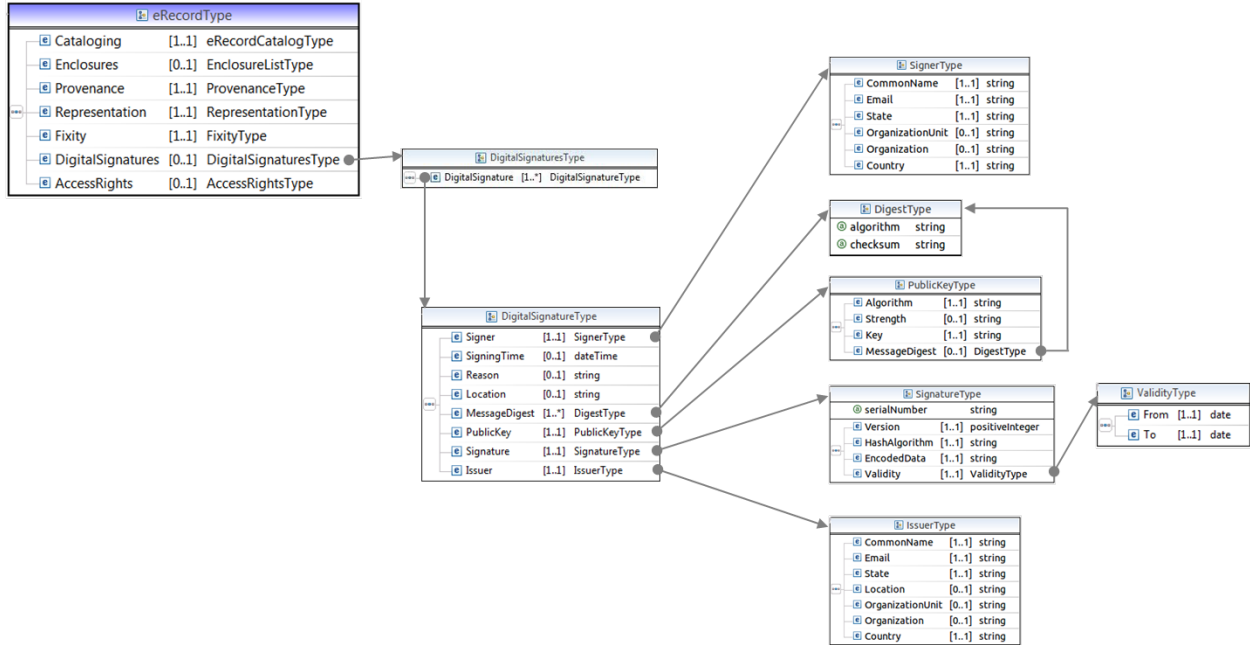 eRecordType
Cataloging [1..1] eRecordCatalogType
Enclosures [0..1] EnclosureListType
Provenance [1..1] ProvenanceType
Representation [1..1] RepresentationType
Fixity [1..1] FixityType
DigitalSignatures [0..1] DigitalSignaturesType
AccessRights [0..1] AccessRightsType
DigitalSignaturesType
DigitalSignature [1..*] DigitalSignatureType
DigitalSignatureType
Signer [1..1] SignerType
SigningTime [0..1] dateTime
Reason [0..1] string
Location [0..1] string
MessageDigest [1..*] DigestType
PublicKey [1..1] PublicKeyType
Signature [1..1] SignatureType
Issuer [1..1] IssuerType
SignerType
CommonName [1..1] string
Email [1..1] string
State [1..1] string
OrganizationUnit [0..1] string
Organization [0..1] string
Country [1..1] string
DigestType
algorithm string
checksum string
PublicKeyType
Algorithm [1..1] string
Strength [0..1] string
Key [1..1] string
MessageDigest [0..1] DigestType
SignatureType
serialNumber string
Version [1..1] positiveInteger
HashAlgorithm [1..1] string
EncodedData [1..1] string
Validity [1..1] ValidityType
ValidityType
From [1..1] date
To [1..1] date
IssuerType
CommonName [1..1] string
Email [1..1] string
State [1..1] string
Location [0..1] string
OrganizationUnit [0..1] string
Organization [0..1] string
Country [1..1] string